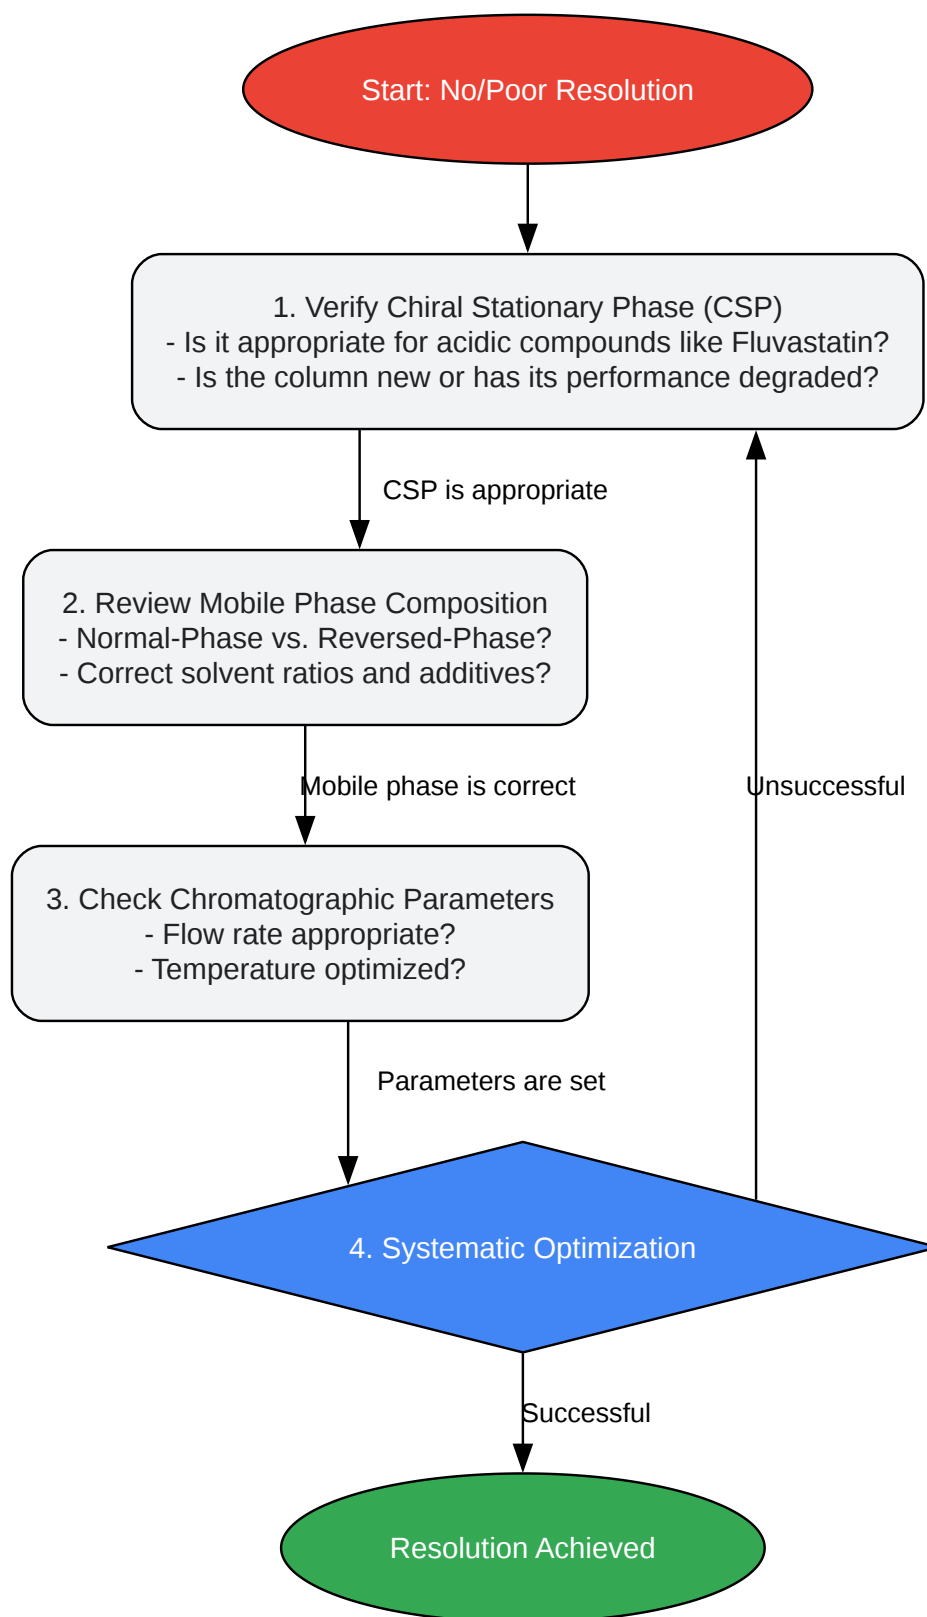 Start: No/Poor Resolution
1. Verify Chiral Stationary Phase (CSP)
- Is it appropriate for acidic compounds like Fluvastatin?
- Is the column new or has its performance degraded?
CSP is appropriate
2. Review Mobile Phase Composition
- Normal-Phase vs. Reversed-Phase?
- Correct solvent ratios and additives?
Mobile phase is correct
Unsuccessful
3. Check Chromatographic Parameters
- Flow rate appropriate?
- Temperature optimized?
Parameters are set
4. Systematic Optimization
Successful
Resolution Achieved